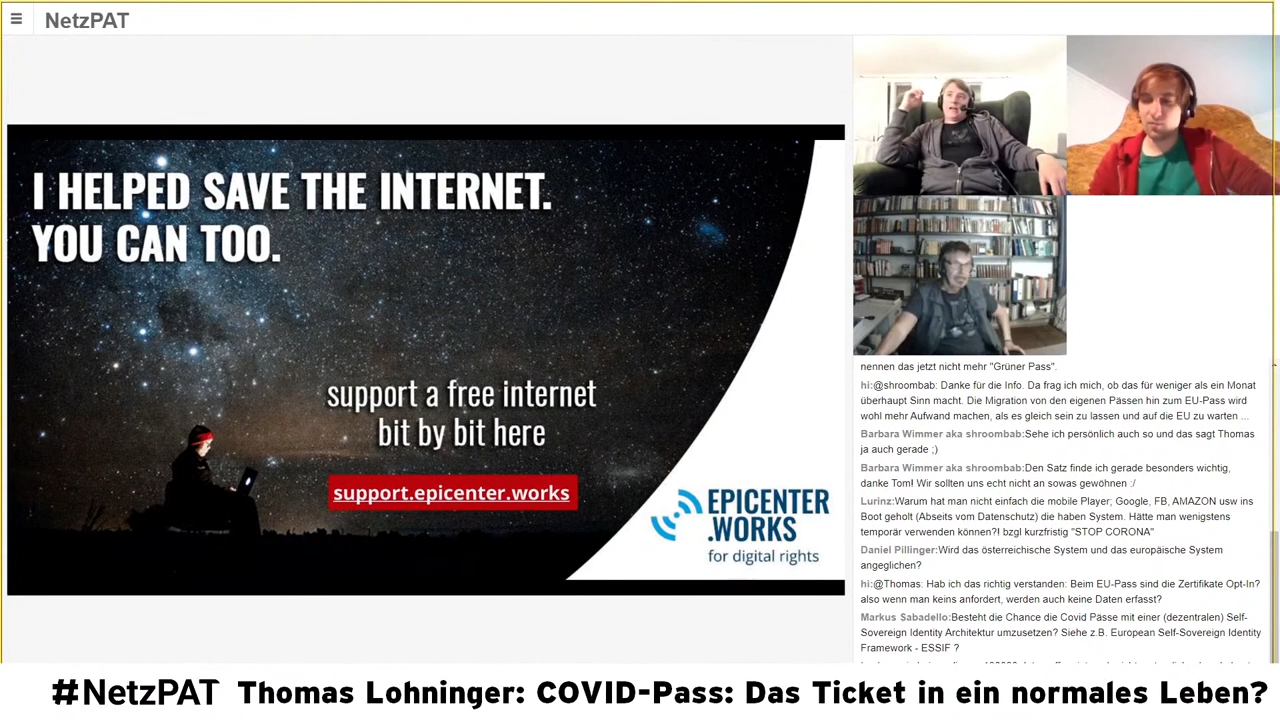 NetzPAT
I HELPED SAVE THE INTERNET.
YOU CAN TOO.
support a free internet
bit by bit here
support.epicenter.works
EPICENTER
.WORKS
for digital rights
nennen das jetzt nicht mehr "Grüner Pass".
hi:@shroombab: Danke für die Info. Da frag ich mich, ob das für weniger als ein Monat
überhaupt Sinn macht. Die Migration von den eigenen Pässen hin zum EU-Pass wird
wohl mehr Aufwand machen, als es gleich sein zu lassen und auf die EU zu warten ...
Barbara Wimmer aka shroombab:Sehe ich persönlich auch so und das sagt Thomas
ja auch gerade ;)
Barbara Wimmer aka shroombab:Den Satz finde ich gerade besonders wichtig,
danke Tom! Wir sollten uns echt nicht an sowas gewöhnen :/
Lurinz:Warum hat man nicht einfach die mobile Player; Google, FB, AMAZON usw ins
Boot geholt (Abseits vom Datenschutz) die haben System. Hätte man wenigstens
temporär verwenden können?! bzgl kurzfristig "STOP CORONA"
Daniel Pillinger:Wird das österreichische System und das europäische System
angeglichen?
hi:@Thomas: Hab ich das richtig verstanden: Beim EU-Pass sind die Zertifikate Opt-In?
also wenn man keins anfordert, werden auch keine Daten erfasst?
Markus Sabadello:Besteht die Chance die Covid Pässe mit einer (dezentralen) Self-
Sovereign Identity Architektur umzusetzen? Siehe z.B. European Self-Sovereign Identity
Framework - ESSIF ?
#NetzPAT Thomas Lohninger: COVID-Pass: Das Ticket in ein normales Leben?